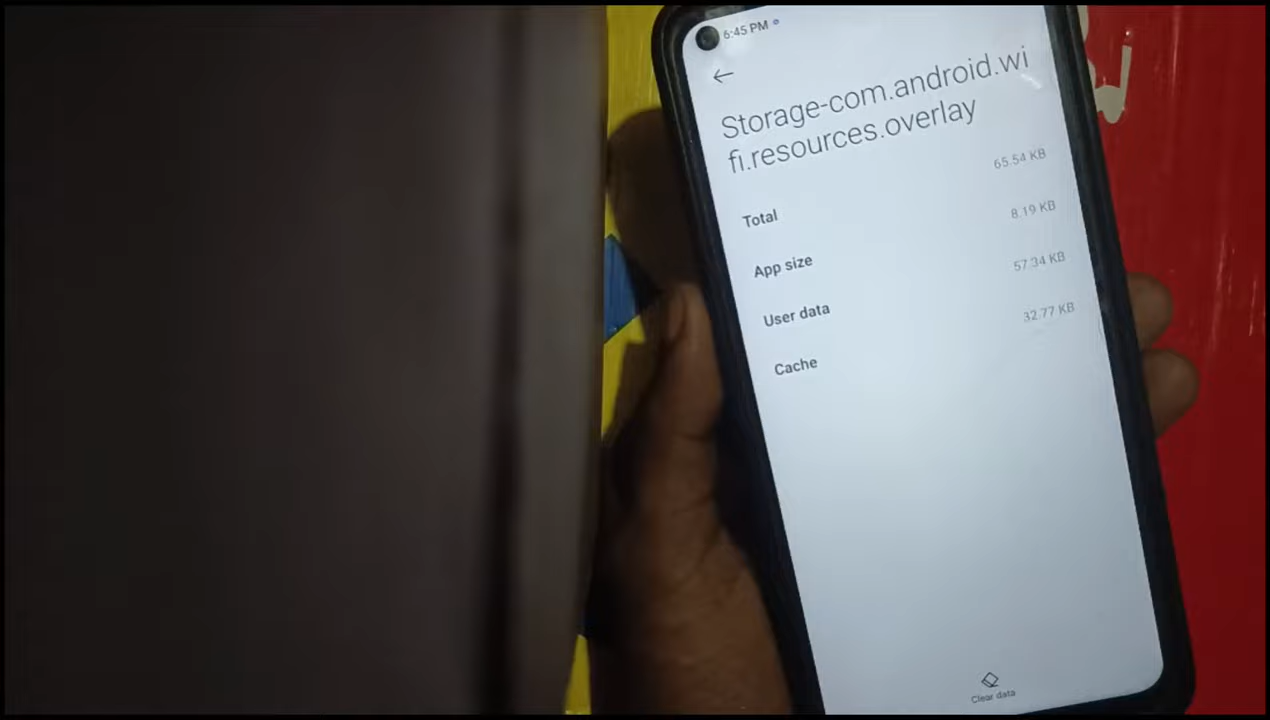 6:45 PM
Storage-com.android.wi
fi.resources.overlay
Total 65.54 KB
App size 8.19 KB
User data 57.34 KB
Cache 32.77 KB
Clear data